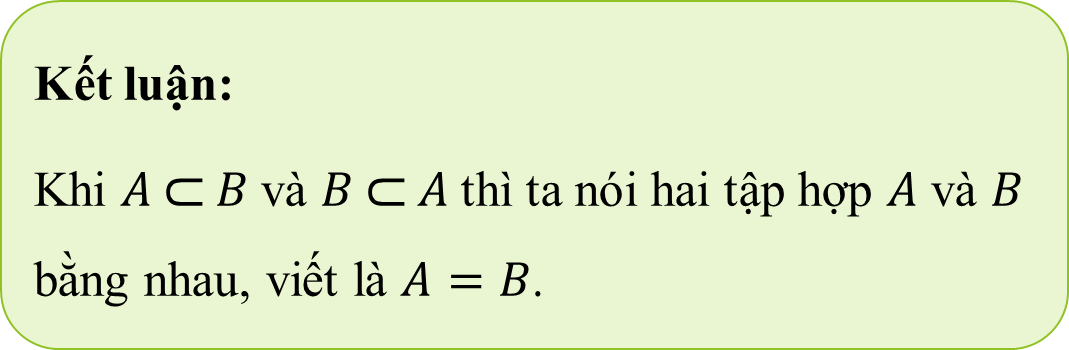 Kết luận:
Khi A ⊂ B và B ⊂ A thì ta nói hai tập hợp A và B
bằng nhau, viết là A = B.